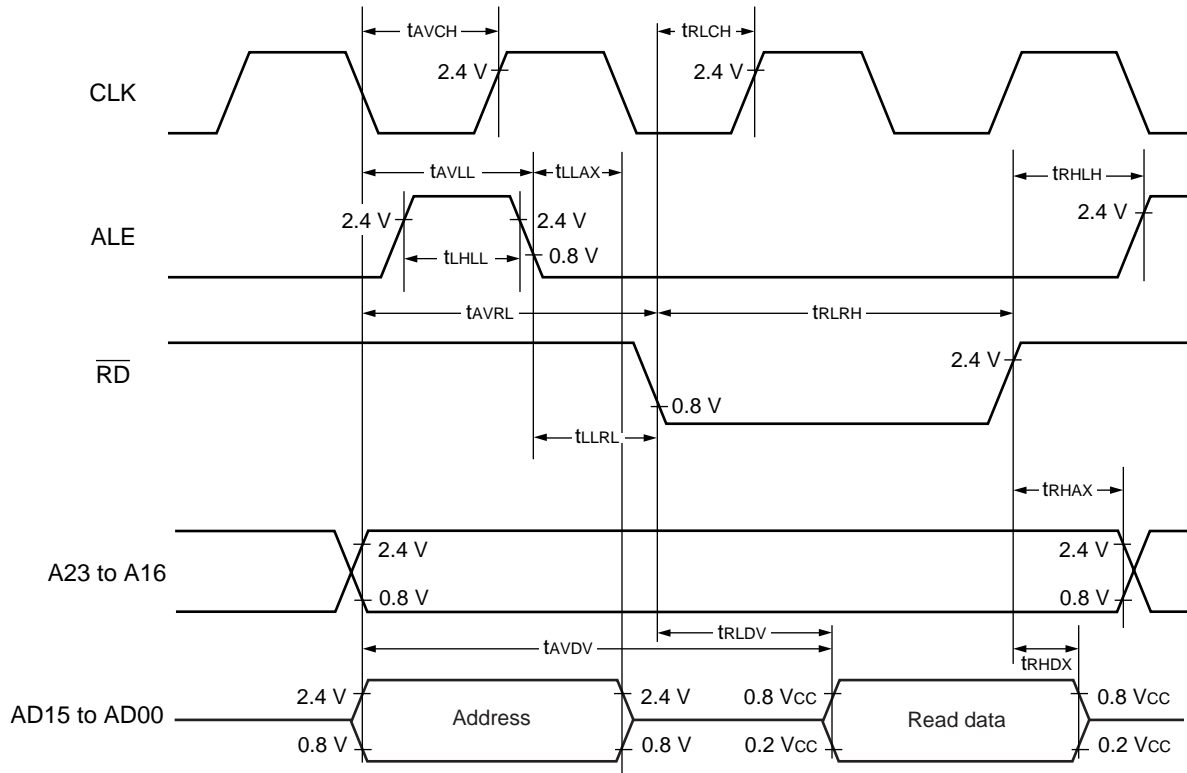 tAVCH
tRLCH
2.4 V
2.4 V
CLK
tAVLL
tLLAX
tRHLH
2.4 V
2.4 V
2.4 V
ALE
0.8 V
tLHLL
tAVRL
tRLRH
RD
2.4 V
0.8 V
tLLRL
tRHAX
2.4 V
2.4 V
A23 to A16
0.8 V
0.8 V
tRLDV
tAVDV
tRHDX
2.4 V
2.4 V
0.8 VCC
0.8 VCC
AD15 to AD00
Address
Read data
0.8 V
0.8 V
0.2 VCC
0.2 VCC